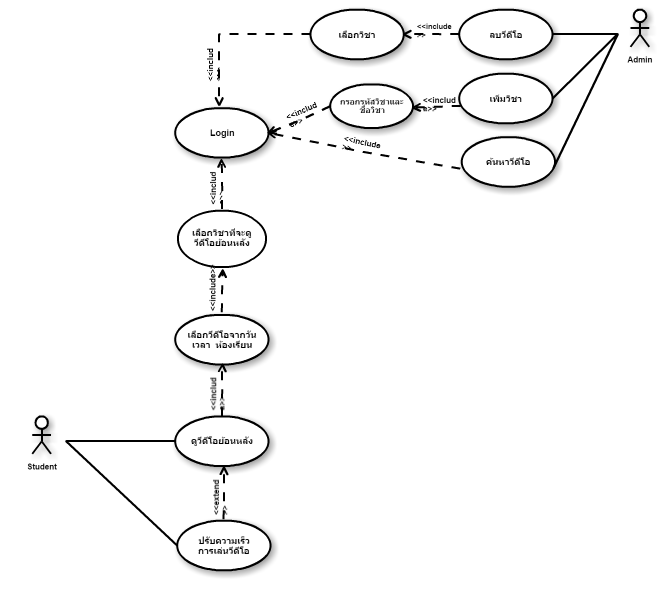 เลือกวิชา
<<include
>>
ลบวีดีโอ
Admin
<<includ
เพิ่มวิชา
<<includ
e>>
กรอกรหัสวิชาและ
ชื่อวิชา
<<includ
e>>
Login
<<include
>>
ค้นหาวีดีโอ
<<includ
เลือกวิชาที่จะดู
วีดีโอย้อนหลัง
<<include>>
เลือกวีดีโอจากวัน
เวลา ห้องเรียน
<<includ
ดูวีดีโอย้อนหลัง
Student
<<extend
>>
ปรับความเร็ว
การเล่นวีดีโอ